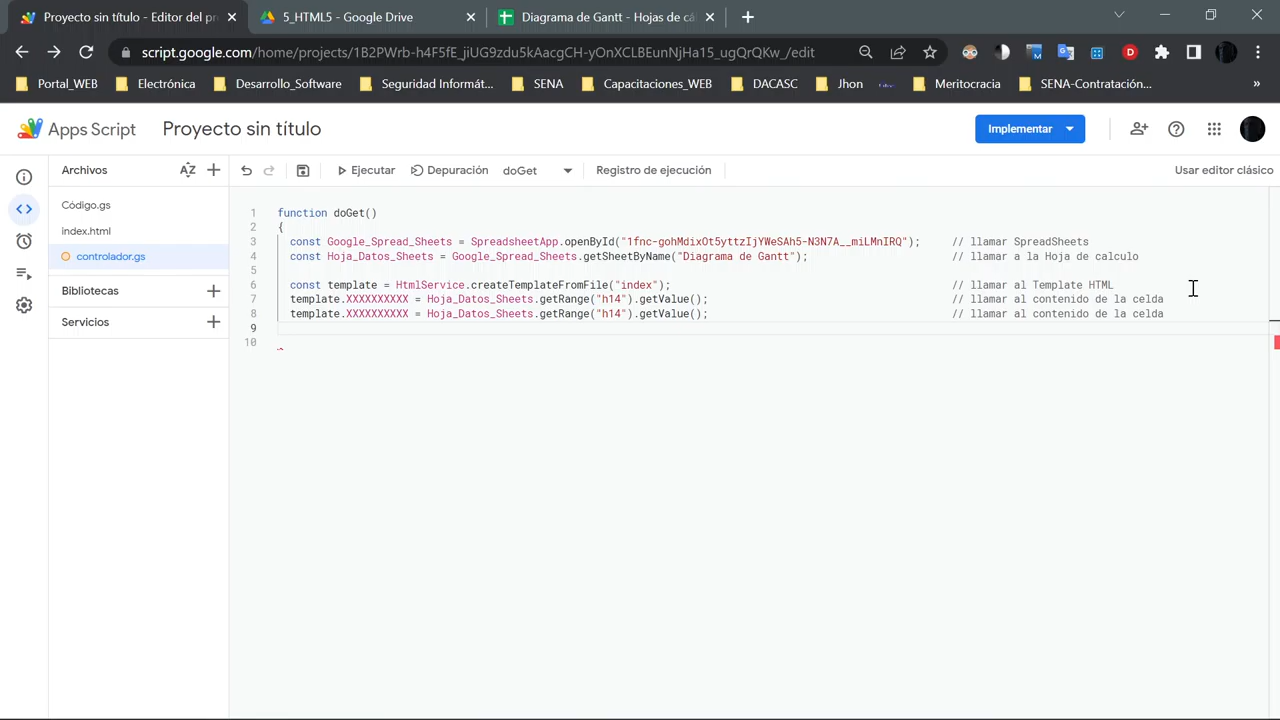 Proyecto sin título - Editor del pr
5_HTML5 - Google Drive
Diagrama de Gantt - Hojas de cá
script.google.com/home/projects/1B2PWrb-h4F5fE_jiUG9zdu5kAacgCH-yOnXCLBEunNjHa15_ugQrQKw_/edit
Portal_WEB
Electrónica
Desarrollo_Software
Seguridad Informát...
SENA
Capacitaciones_WEB
DACASC
Jhon
Meritocracia
SENA-Contratación...
Apps Script
Proyecto sin título
Implementar
Archivos
Ejecutar
Depuración
doGet
Registro de ejecución
Usar editor clásico
Código.gs
index.html
controlador.gs
Bibliotecas
Servicios
1 function doGet()
2 {
3 const Google_Spread_Sheets = SpreadsheetApp.openById("1fnc-gohMdixOt5yttzIjYWeSAh5-N3N7A__miLMnIRQ"); // llamar SpreadSheets
4 const Hoja_Datos_Sheets = Google_Spread_Sheets.getSheetByName("Diagrama de Gantt"); // llamar a la Hoja de calculo
5
6 const template = HtmlService.createTemplateFromFile("index"); // llamar al Template HTML
7 template.XXXXXXXXXX = Hoja_Datos_Sheets.getRange("h14").getValue(); // llamar al contenido de la celda
8 template.XXXXXXXXXX = Hoja_Datos_Sheets.getRange("h14").getValue(); // llamar al contenido de la celda
9
10